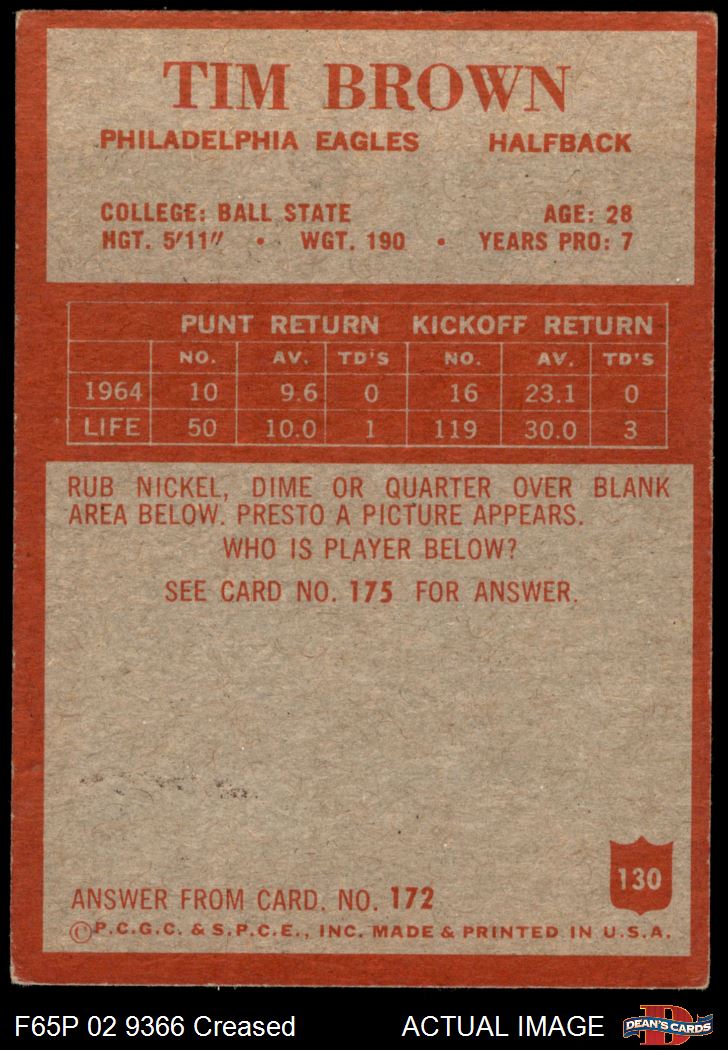 TIM BROWN
PHILADELPHIA EAGLES HALFBACK
COLLEGE: BALL STATE AGE: 28
HGT. 5'11" • WGT. 190 • YEARS PRO: 7
PUNT RETURN KICKOFF RETURN
NO. AV. TD'S NO. AV. TD'S
1964 10 9.6 0 16 23.1 0
LIFE 50 10.0 1 119 30.0 3
RUB NICKEL, DIME OR QUARTER OVER BLANK
AREA BELOW. PRESTO A PICTURE APPEARS.
WHO IS PLAYER BELOW?
SEE CARD NO. 175 FOR ANSWER.
130
ANSWER FROM CARD. NO. 172
©P.C.G.C. & S.P.C.E., INC. MADE & PRINTED IN U.S.A.
F65P 02 9366 Creased ACTUAL IMAGE
D
DEAN'S CARDS